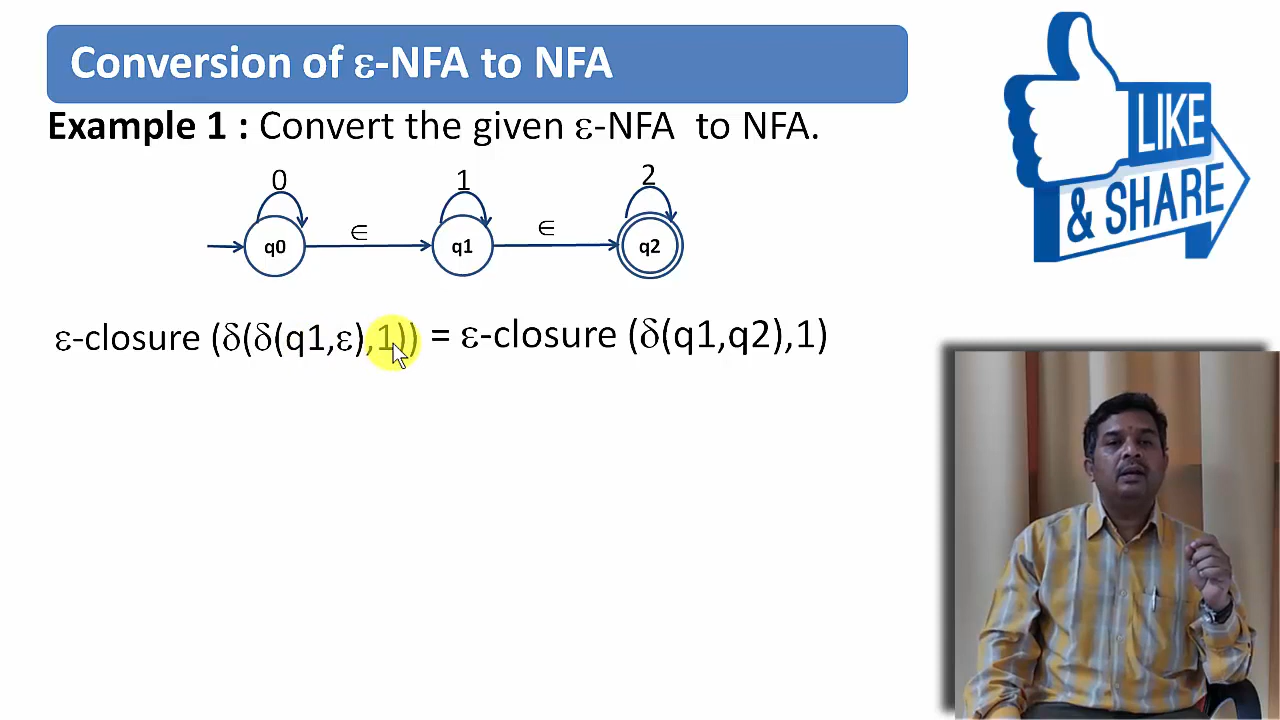 Conversion of ε-NFA to NFA
Example 1 : Convert the given ε-NFA to NFA.
0 1 2
∈ ∈
q0 q1 q2
ε-closure (δ(δ(q1,ε),1)) = ε-closure (δ(q1,q2),1)
LIKE
& SHARE